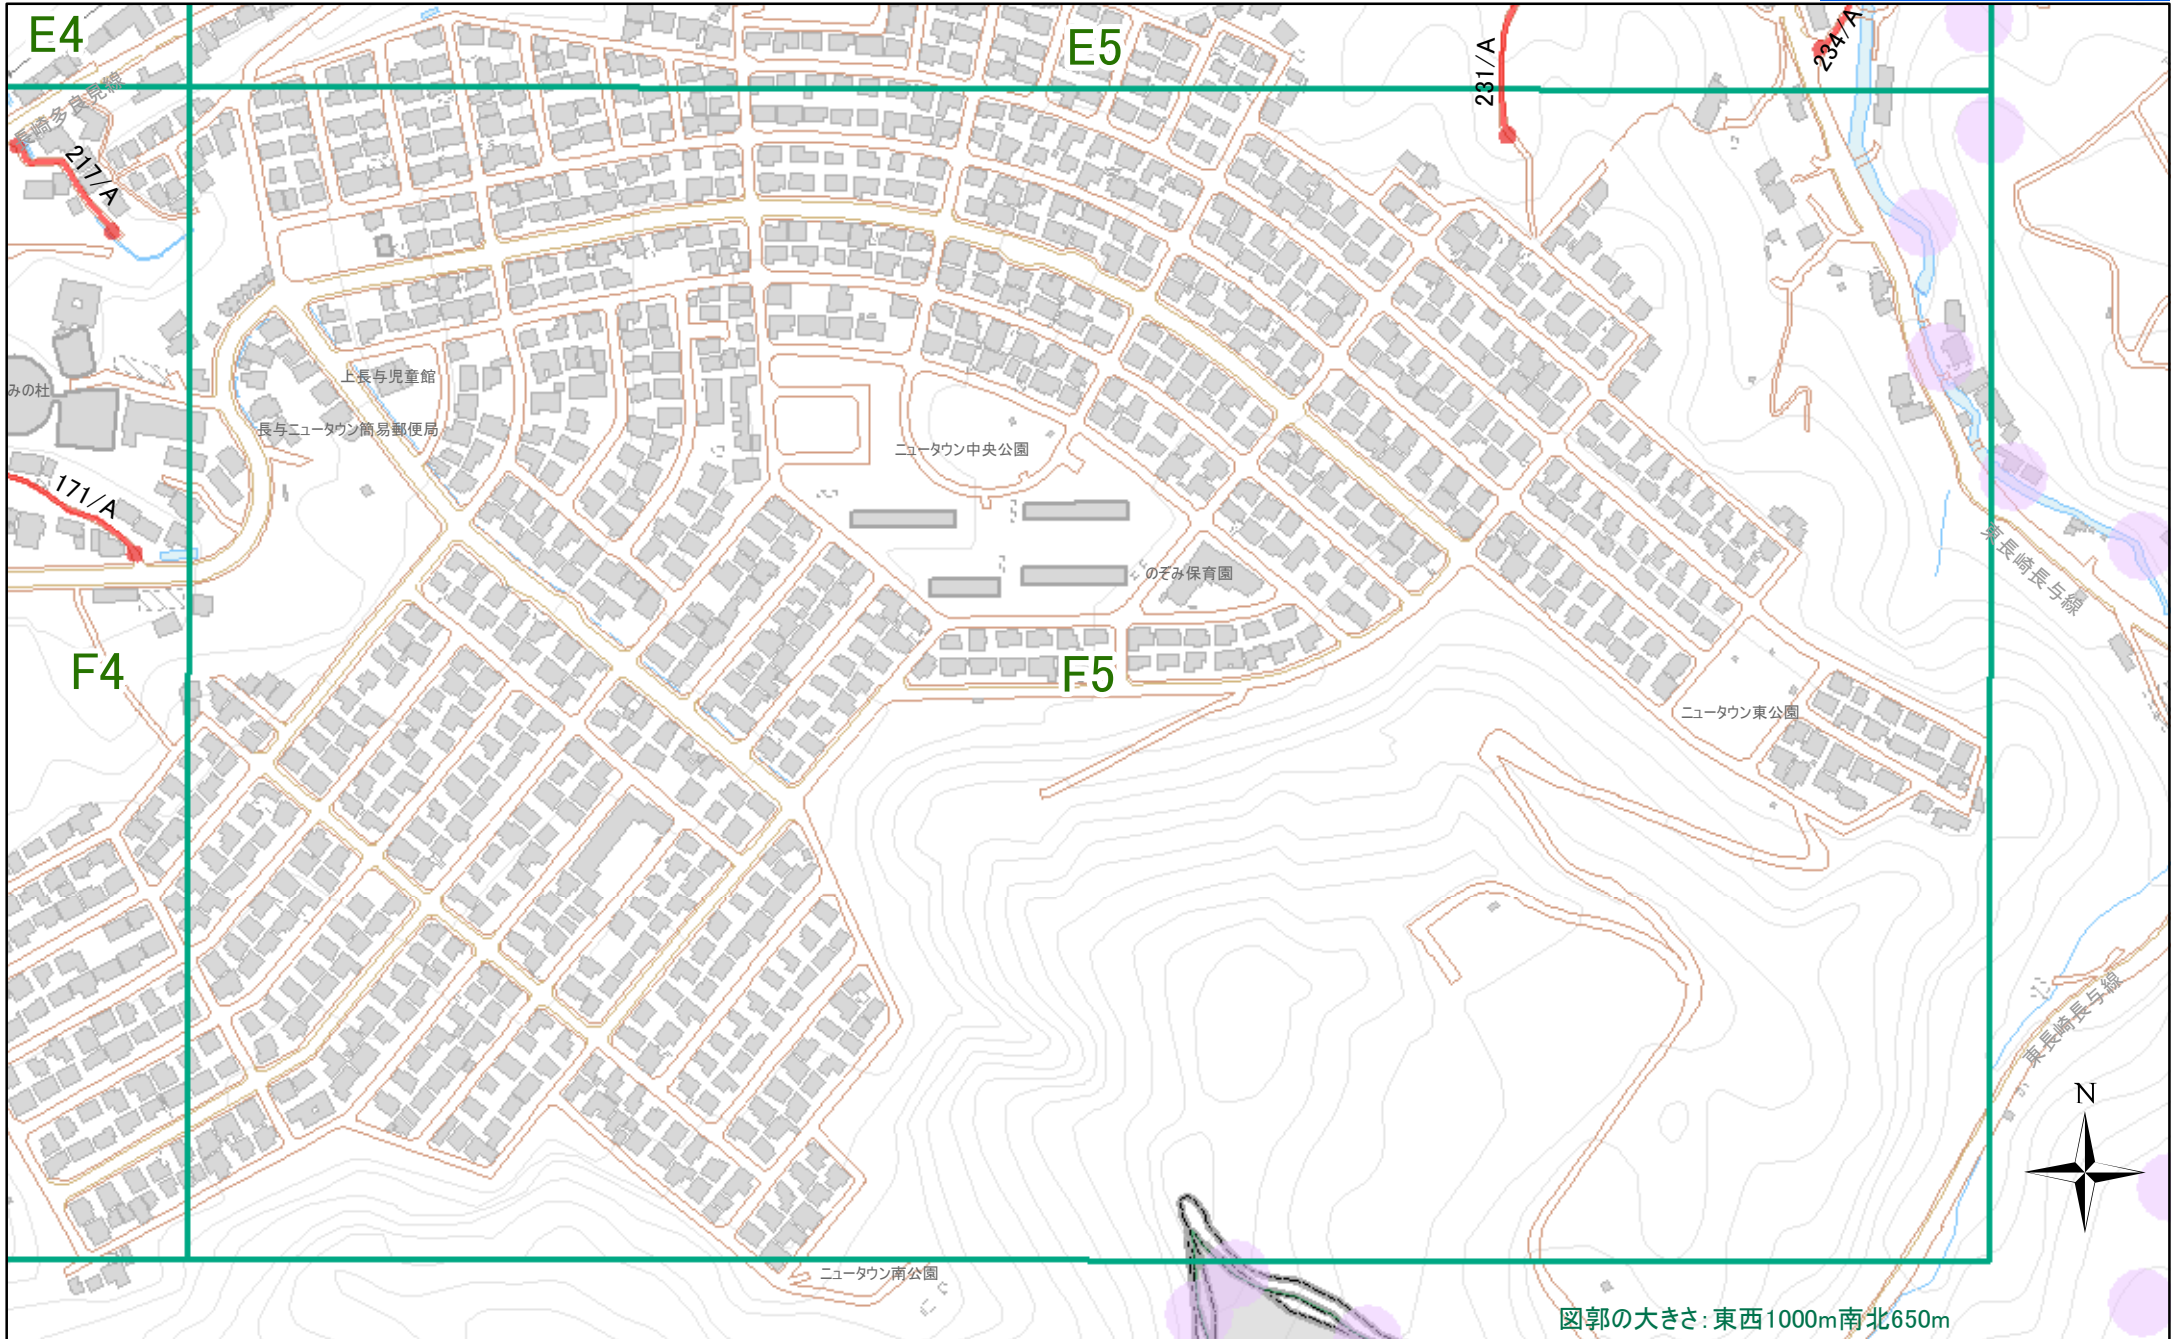 E4
E5
231/A
234/A
長崎多良見線
217/A
上長与児童館
みの杜
長与ニュータウン簡易郵便局
ニュータウン中央公園
171/A
のぞみ保育園
東長崎長与線
F4
F5
ニュータウン東公園
東長崎長与線
N
ニュータウン南公園
図郭の大きさ：東西1000m南北650m